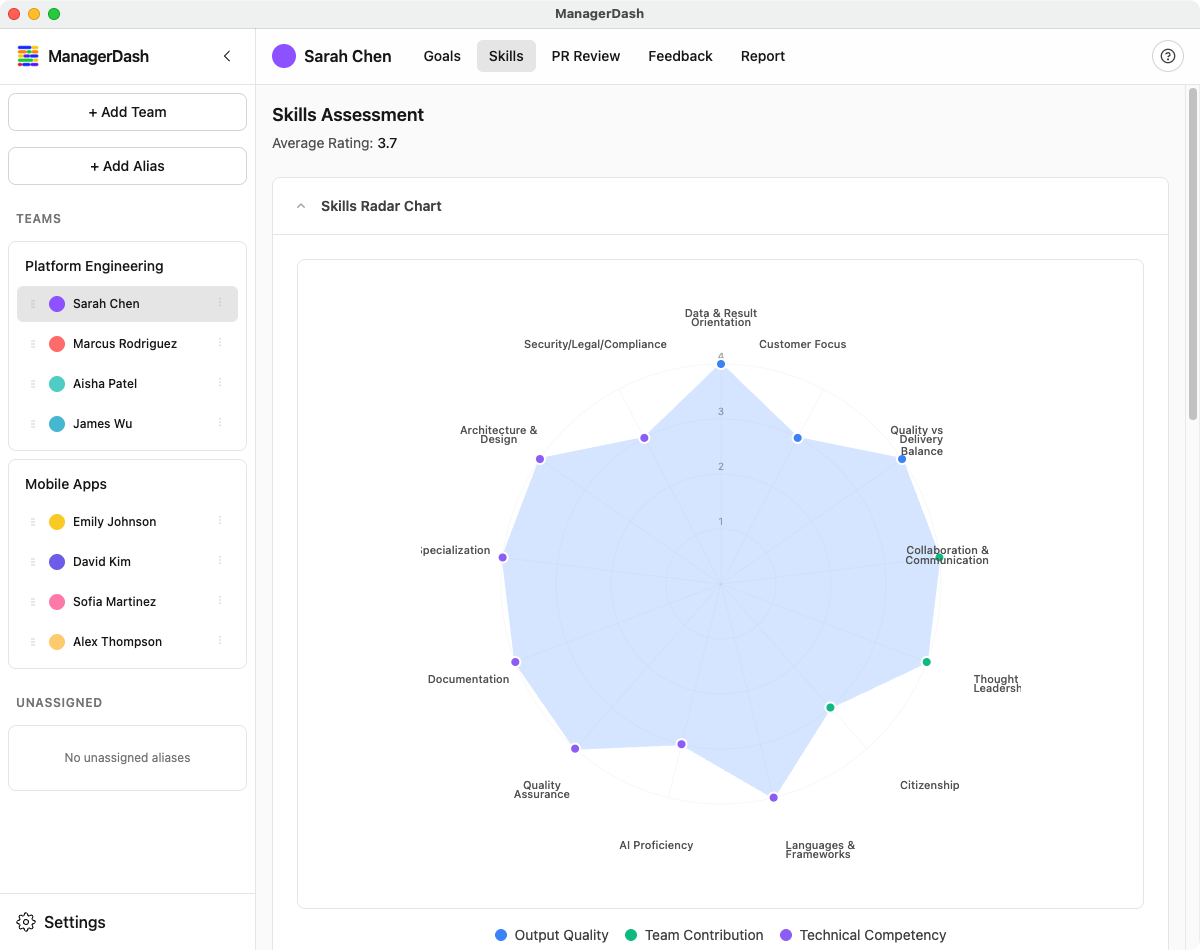 ManagerDash
ManagerDash
Sarah Chen
Goals
Skills
PR Review
Feedback
Report
+ Add Team
+ Add Alias
TEAMS
Platform Engineering
Sarah Chen
Marcus Rodriguez
Aisha Patel
James Wu
Mobile Apps
Emily Johnson
David Kim
Sofia Martinez
Alex Thompson
UNASSIGNED
No unassigned aliases
Settings
Skills Assessment
Average Rating: 3.7
Skills Radar Chart
Data & Result
Orientation
Security/Legal/Compliance
Customer Focus
4
3
2
1
Architecture &
Design
Quality vs
Delivery
Balance
Specialization
Collaboration &
Communication
Documentation
Thought
Leadersh
Quality
Assurance
Citizenship
AI Proficiency
Languages &
Frameworks
Output Quality
Team Contribution
Technical Competency